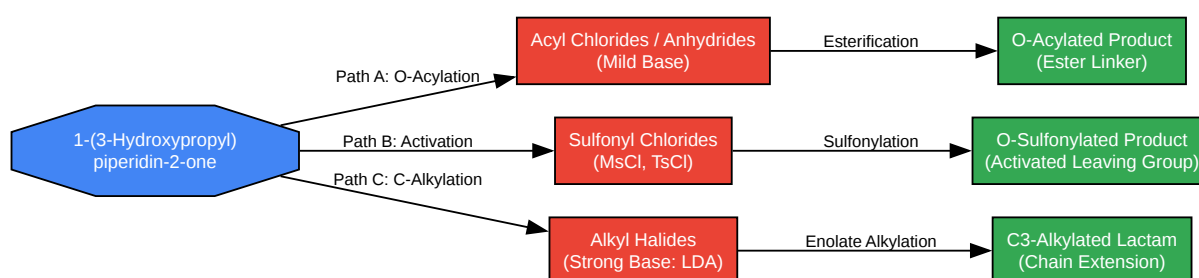 1-(3-Hydroxypropyl)
piperidin-2-one
Path A: O-Acylation
Acyl Chlorides / Anhydrides
(Mild Base)
Esterification
O-Acylated Product
(Ester Linker)
Path B: Activation
Sulfonyl Chlorides
(MsCl, TsCl)
Sulfonylation
O-Sulfonylated Product
(Activated Leaving Group)
Path C: C-Alkylation
Alkyl Halides
(Strong Base: LDA)
Enolate Alkylation
C3-Alkylated Lactam
(Chain Extension)